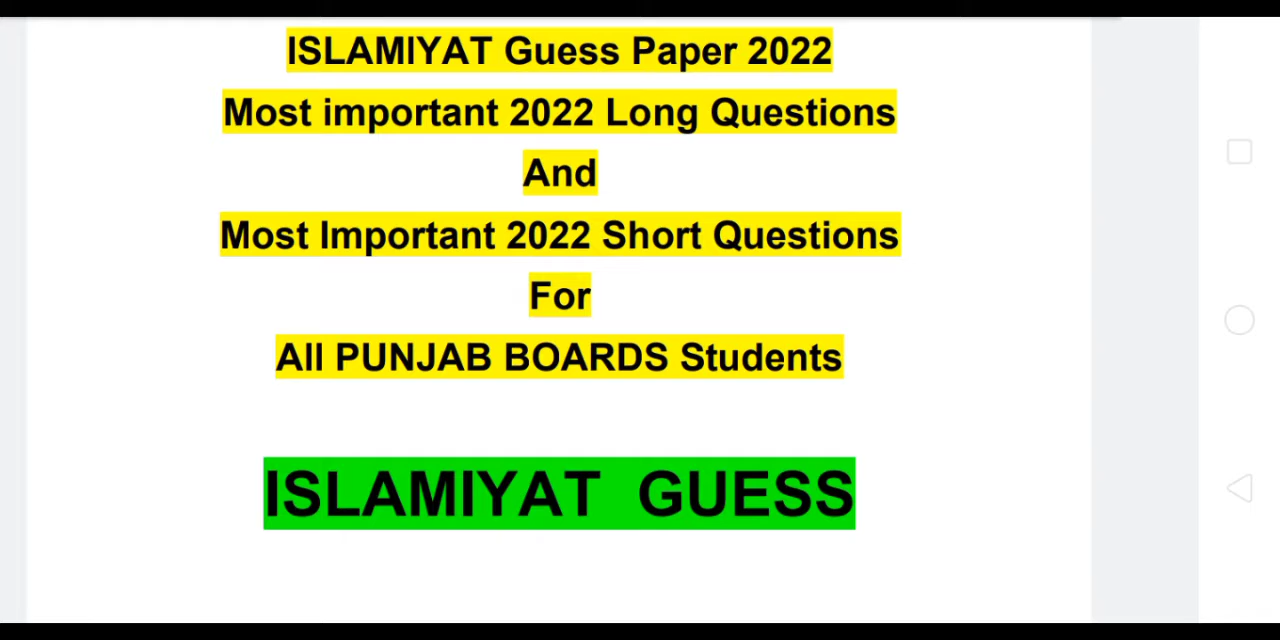 ISLAMIYAT Guess Paper 2022
Most important 2022 Long Questions
And
Most Important 2022 Short Questions
For
All PUNJAB BOARDS Students
ISLAMIYAT GUESS